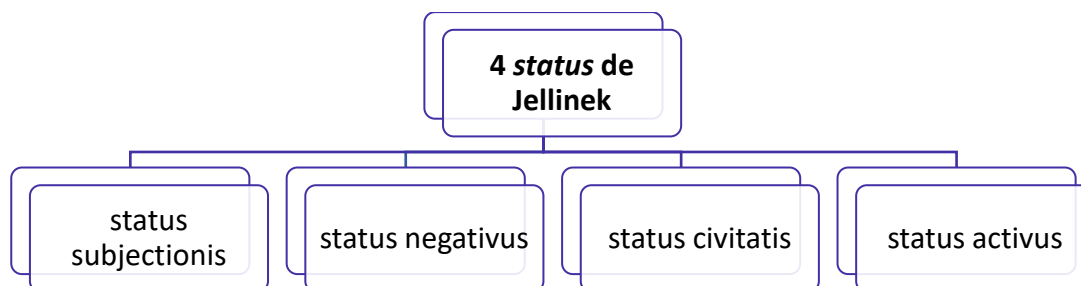 4 status de
Jellinek
status
subjectionis
status negativus
status civitatis
status activus